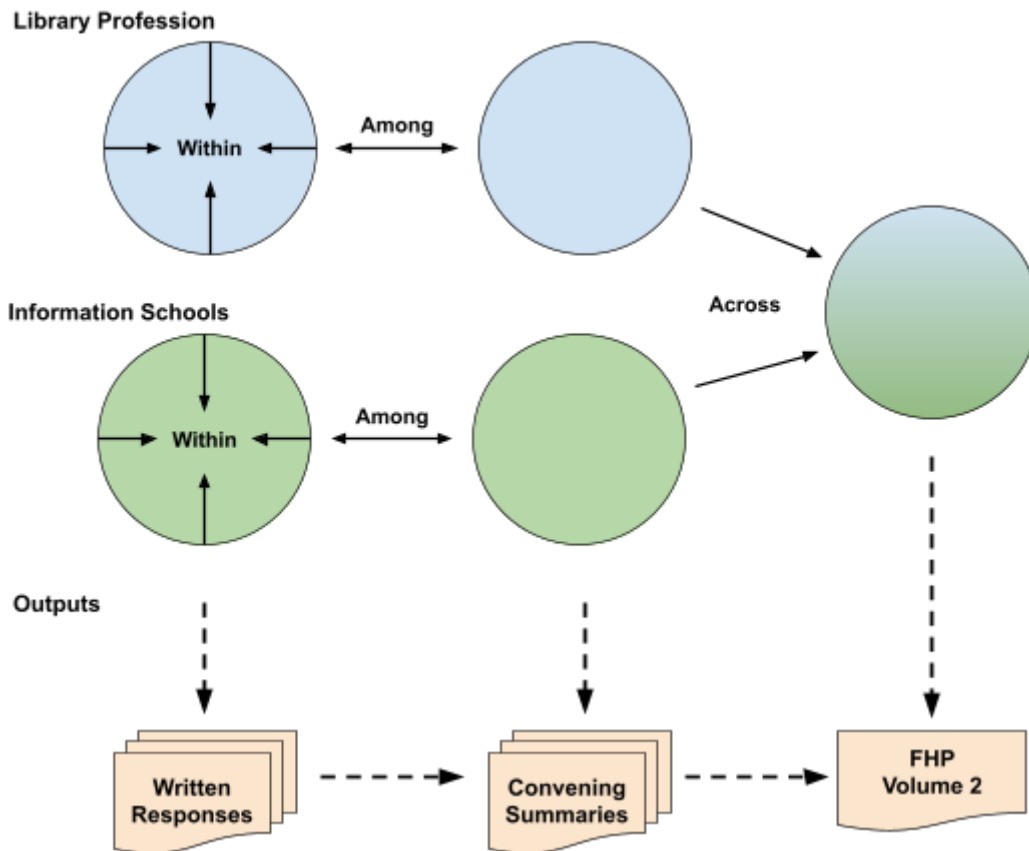 Library Profession
Among
Within
Across
Information Schools
Among
Within
Outputs
Written
Responses
Convening
Summaries
FHP
Volume 2